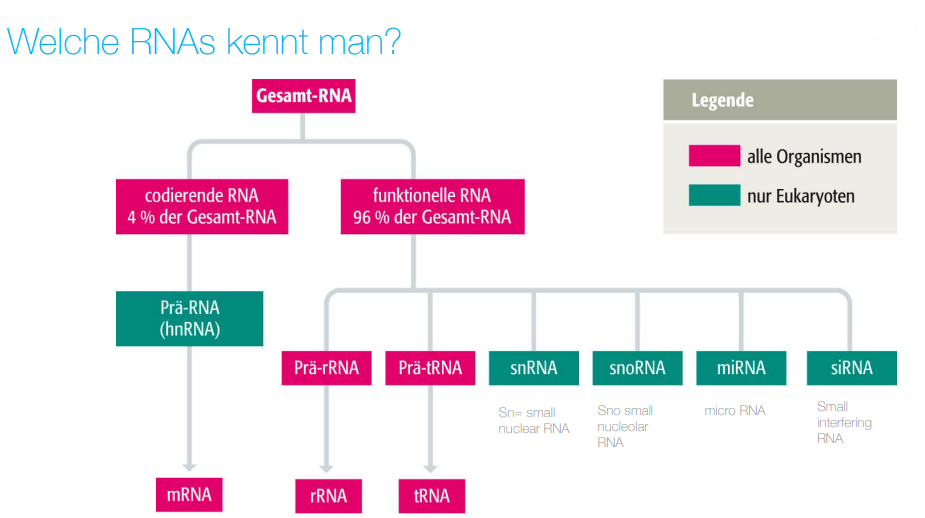 Welche RNAs kennt man?
Gesamt-RNA
Legende
alle Organismen
nur Eukaryoten
codierende RNA
4 % der Gesamt-RNA
funktionelle RNA
96 % der Gesamt-RNA
Prä-RNA
(hnRNA)
Prä-rRNA
Prä-tRNA
snRNA
snoRNA
miRNA
siRNA
Sn= small
nuclear RNA
Sno small
nucleolar
RNA
micro RNA
Small
interfering
RNA
mRNA
rRNA
tRNA